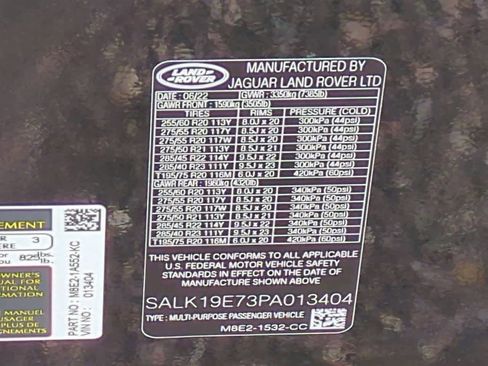 LAND ROVER
MANUFACTURED BY
JAGUAR LAND ROVER LTD
DATE : 06/22 GVWR : 3350kg (7385lb)
GAWR FRONT : 1590kg (3505lb)
TIRES RIMS PRESSURE (COLD)
255/60 R20 113Y 8.0J x 20 300kPa (44psi)
275/55 R20 117Y 8.5J x 20 300kPa (44psi)
275/55 R20 117W 8.5J x 20 300kPa (44psi)
275/50 R21 113Y 8.5J x 21 300kPa (44psi)
285/45 R22 114Y 9.5J x 22 300kPa (44psi)
285/40 R23 111Y 9.5J x 23 300kPa (44psi)
T195/75 R20 116M 6.0J x 20 420kPa (60psi)
GAWR REAR : 1960kg (4320lb)
255/60 R20 113Y 8.0J x 20 340kPa (50psi)
275/55 R20 117Y 8.5J x 20 340kPa (50psi)
275/55 R20 117W 8.5J x 20 340kPa (50psi)
275/50 R21 113Y 8.5J x 21 340kPa (50psi)
285/45 R22 114Y 9.5J x 22 340kPa (50psi)
285/40 R23 111Y 9.5J x 23 340kPa (50psi)
T195/75 R20 116M 6.0J x 20 420kPa (60psi)
THIS VEHICLE CONFORMS TO ALL APPLICABLE
U.S. FEDERAL MOTOR VEHICLE SAFETY
STANDARDS IN EFFECT ON THE DATE OF
MANUFACTURE SHOWN ABOVE
SALK19E73PA013404
TYPE : MULTI-PURPOSE PASSENGER VEHICLE
M8E2-1532-CC
EMENT
3
ERE
OWNER'S
UAL FOR
ITIONAL
ORMATION
MANUEL
USAGER
PLUS DE
GNEMENTS
PART NO : M8E2-1A552-KC
VIN NO : 013404